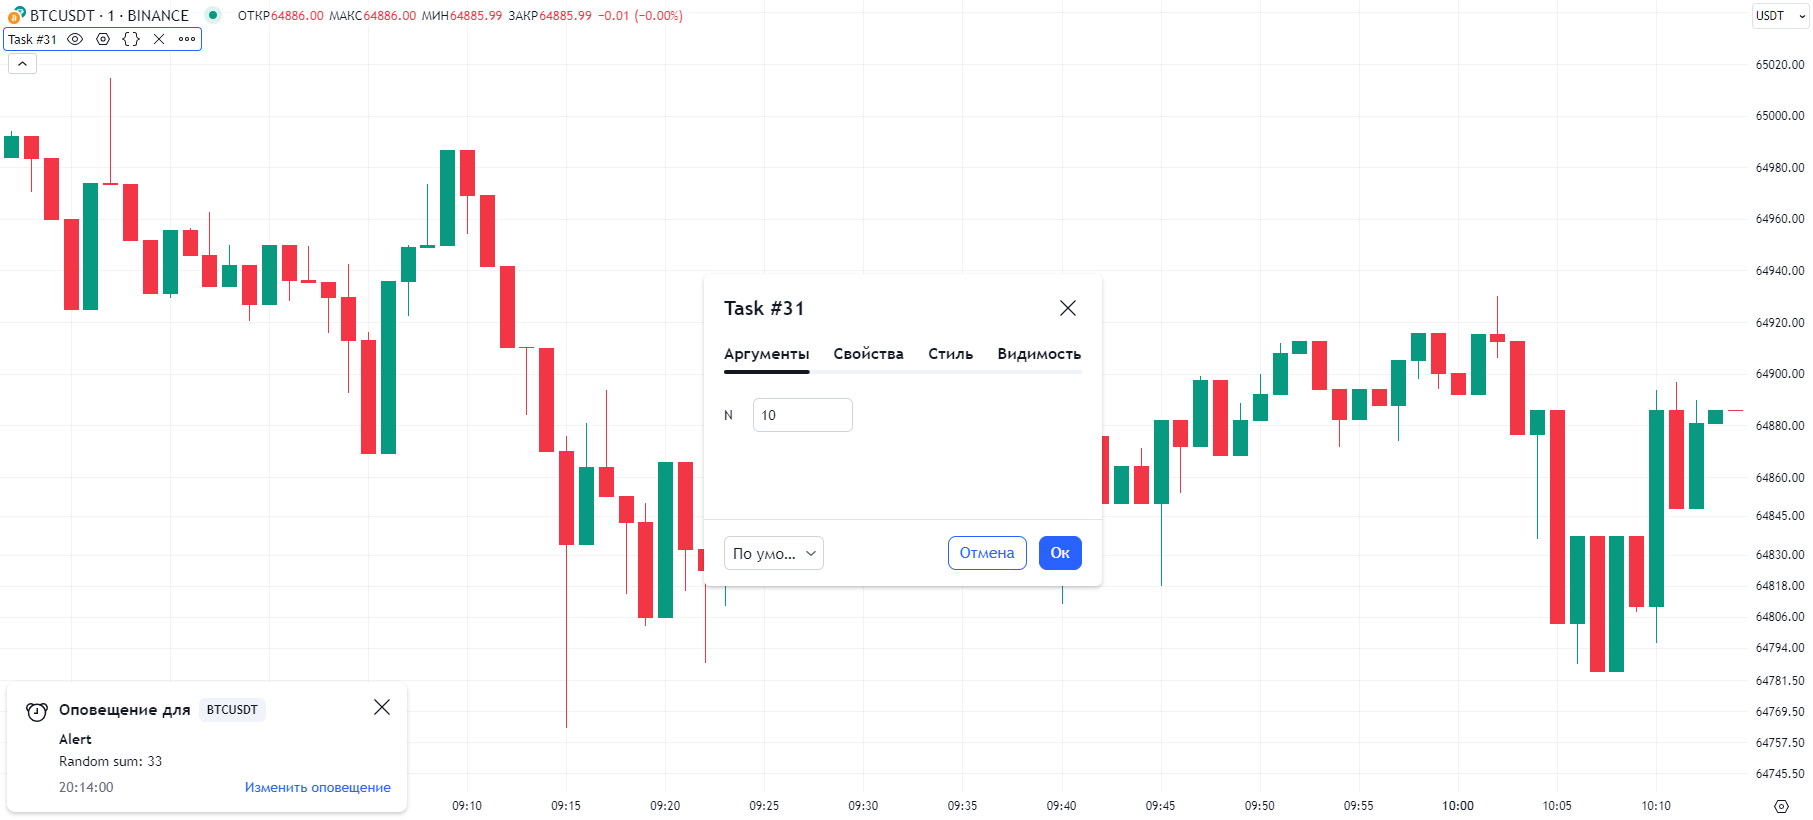 BTCUSDT · 1 · BINANCE ОТКР64886.00 МАКС64886.00 МИН64885.99 ЗАКР64885.99 −0.01 (−0.00%)
USDT
Task #31
65020.00
65000.00
64980.00
64960.00
64940.00
64920.00
64900.00
64880.00
64860.00
64845.00
64830.00
64818.00
64806.00
64794.00
64781.50
64769.50
64757.50
64745.50
Task #31
Аргументы Свойства Стиль Видимость
N 10
По умо... Отмена Ок
Оповещение для BTCUSDT
Alert
Random sum: 33
20:14:00 Изменить оповещение
09:10 09:15 09:20 09:25 09:30 09:35 09:40 09:45 09:50 09:55 10:00 10:05 10:10